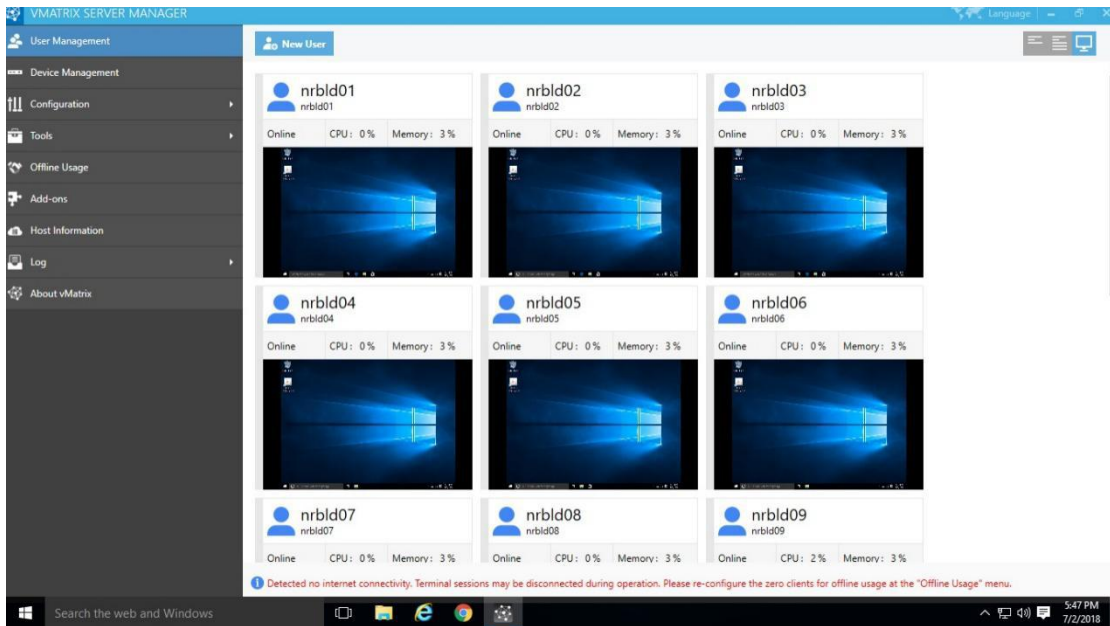 VMATRIX SERVER MANAGER
Language
User Management
Device Management
Configuration
Tools
Offline Usage
Add-ons
Host Information
Log
About vMatrix
New User
nrbld01
nrbld01
Online CPU: 0% Memory: 3%
nrbld02
nrbld02
Online CPU: 0% Memory: 3%
nrbld03
nrbld03
Online CPU: 0% Memory: 3%
nrbld04
nrbld04
Online CPU: 0% Memory: 3%
nrbld05
nrbld05
Online CPU: 0% Memory: 3%
nrbld06
nrbld06
Online CPU: 0% Memory: 3%
nrbld07
nrbld07
Online CPU: 0% Memory: 3%
nrbld08
nrbld08
Online CPU: 0% Memory: 3%
nrbld09
nrbld09
Online CPU: 2% Memory: 3%
Detected no internet connectivity. Terminal sessions may be disconnected during operation. Please re-configure the zero clients for offline usage at the "Offline Usage" menu.
Search the web and Windows
5:47 PM
7/2/2018